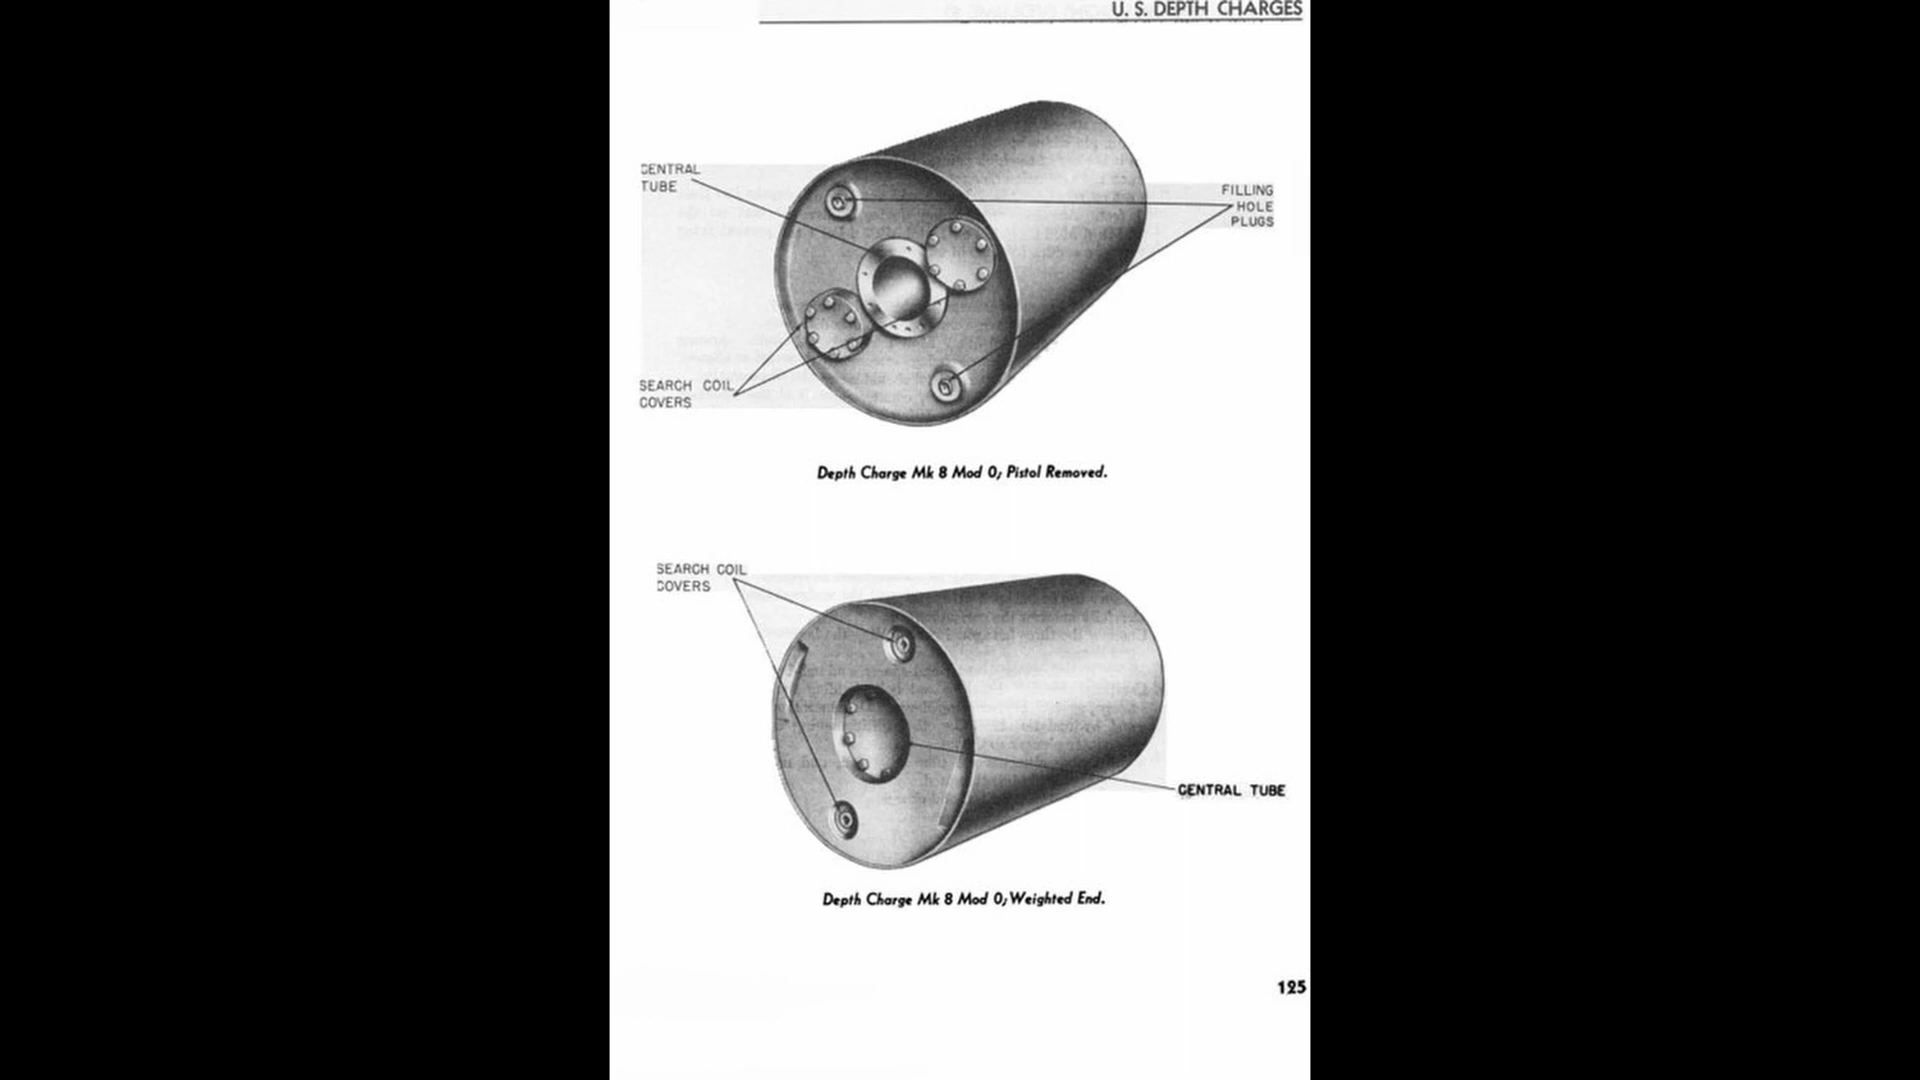 U. S. DEPTH CHARGES
CENTRAL
TUBE
FILLING
HOLE
PLUGS
SEARCH COIL
COVERS
Depth Charge Mk 8 Mod 0; Pistol Removed.
SEARCH COIL
COVERS
CENTRAL TUBE
Depth Charge Mk 8 Mod 0; Weighted End.
125